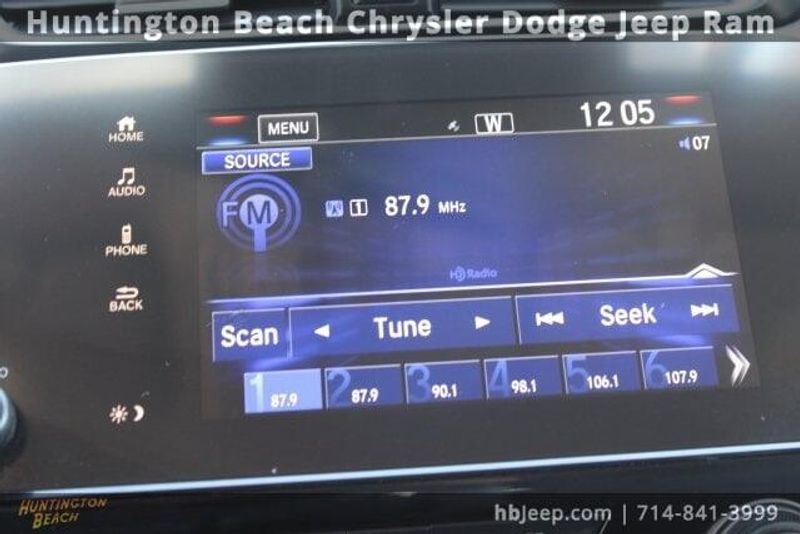 Huntington Beach Chrysler Dodge Jeep Ram
HOME
AUDIO
PHONE
BACK
MENU
W
12 05
SOURCE
07
FM
1 87.9 MHz
HD Radio
Scan
Tune
Seek
1 87.9
2 87.9
3 90.1
4 98.1
5 106.1
6 107.9
HUNTINGTON
BEACH
hbjeep.com | 714-841-3999